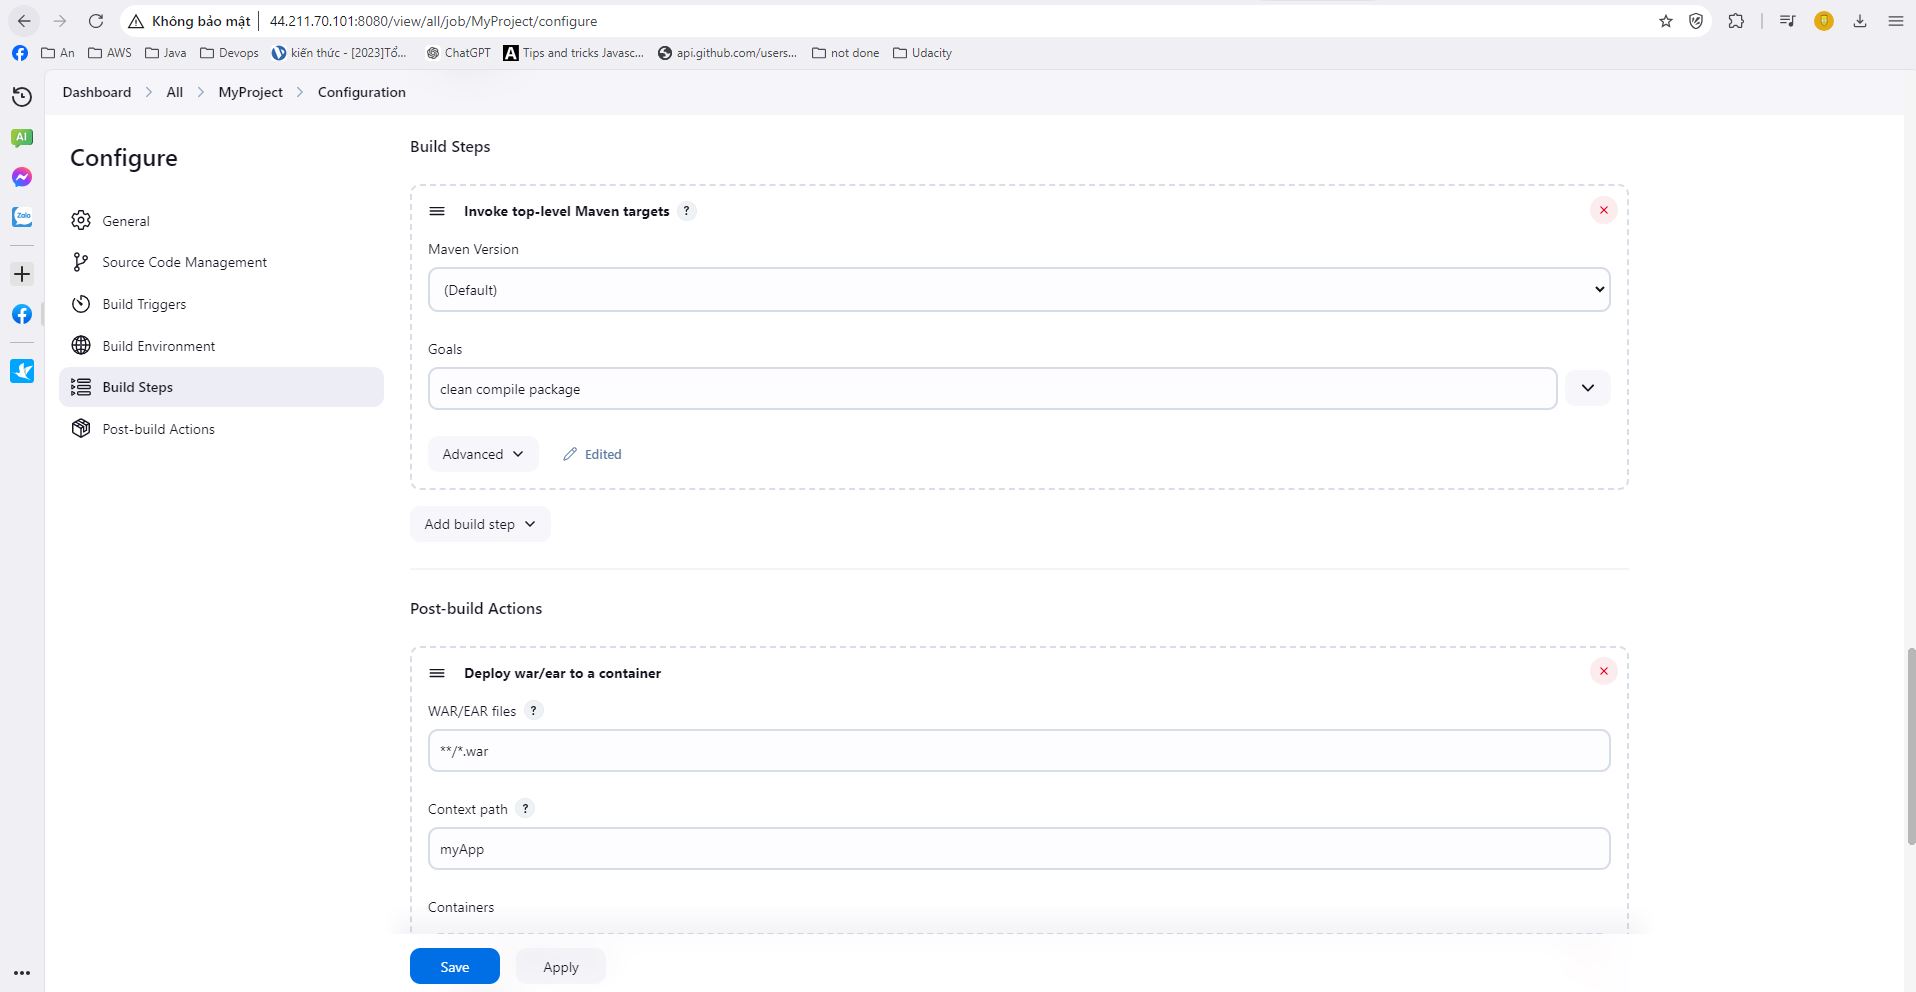 Không bảo mật
44.211.70.101:8080/view/all/job/MyProject/configure
An
AWS
Java
Devops
kiến thức - [2023]Tổ...
ChatGPT
A
Tips and tricks Javasc...
api.github.com/users...
not done
Udacity
AI
Zalo
Dashboard
All
MyProject
Configuration
Configure
General
Source Code Management
Build Triggers
Build Environment
Build Steps
Post-build Actions
Build Steps
Invoke top-level Maven targets ?
Maven Version
(Default)
Goals
clean compile package
Advanced
Edited
Add build step
Post-build Actions
Deploy war/ear to a container
WAR/EAR files ?
**/*.war
Context path ?
myApp
Containers
Save
Apply